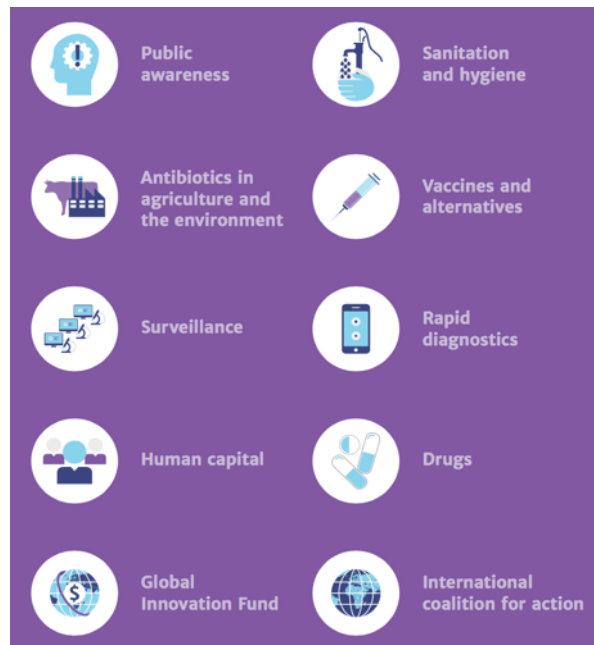 Public
awareness
Sanitation
and hygiene
Antibiotics in
agriculture and
the environment
Vaccines and
alternatives
Surveillance
Rapid
diagnostics
Human capital
Drugs
Global
Innovation Fund
International
coalition for action